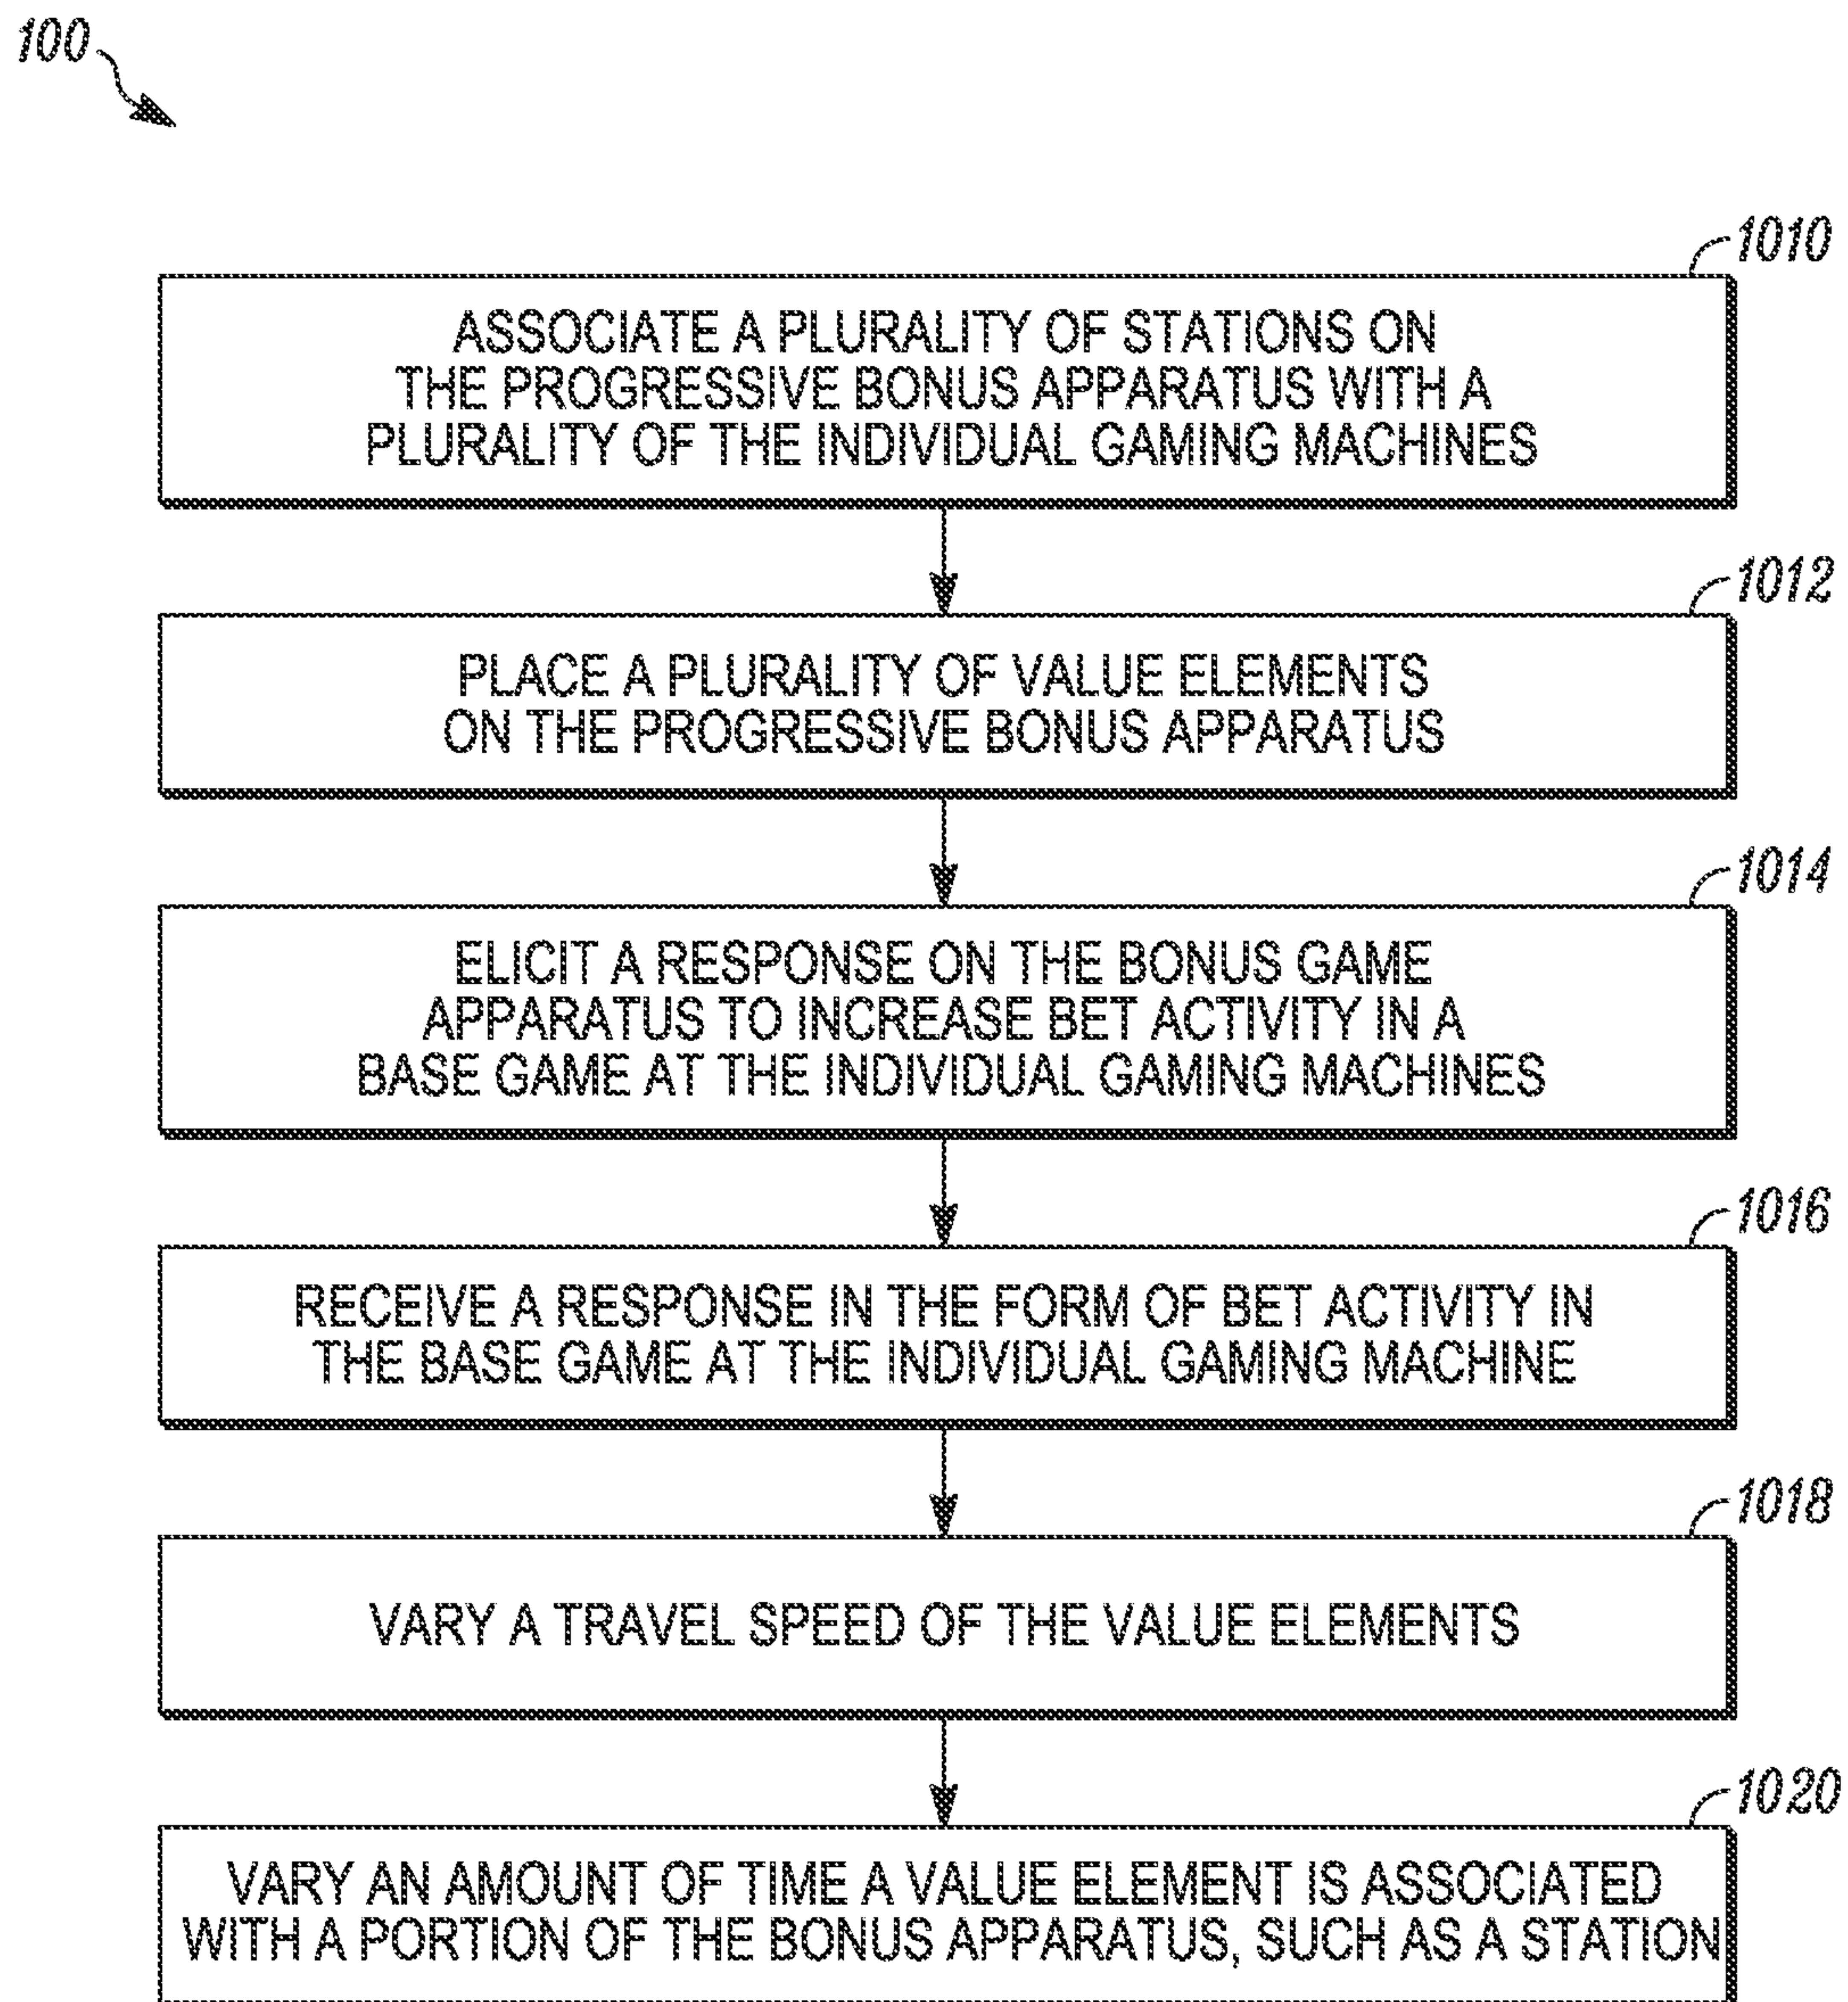 100
1010
ASSOCIATE A PLURALITY OF STATIONS ON
THE PROGRESSIVE BONUS APPARATUS WITH A
PLURALITY OF THE INDIVIDUAL GAMING MACHINES
1012
PLACE A PLURALITY OF VALUE ELEMENTS
ON THE PROGRESSIVE BONUS APPARATUS
1014
ELICIT A RESPONSE ON THE BONUS GAME
APPARATUS TO INCREASE BET ACTIVITY IN A
BASE GAME AT THE INDIVIDUAL GAMING MACHINES
1016
RECEIVE A RESPONSE IN THE FORM OF BET ACTIVITY IN
THE BASE GAME AT THE INDIVIDUAL GAMING MACHINE
1018
VARY A TRAVEL SPEED OF THE VALUE ELEMENTS
1020
VARY AN AMOUNT OF TIME A VALUE ELEMENT IS ASSOCIATED
WITH A PORTION OF THE BONUS APPARATUS, SUCH AS A STATION